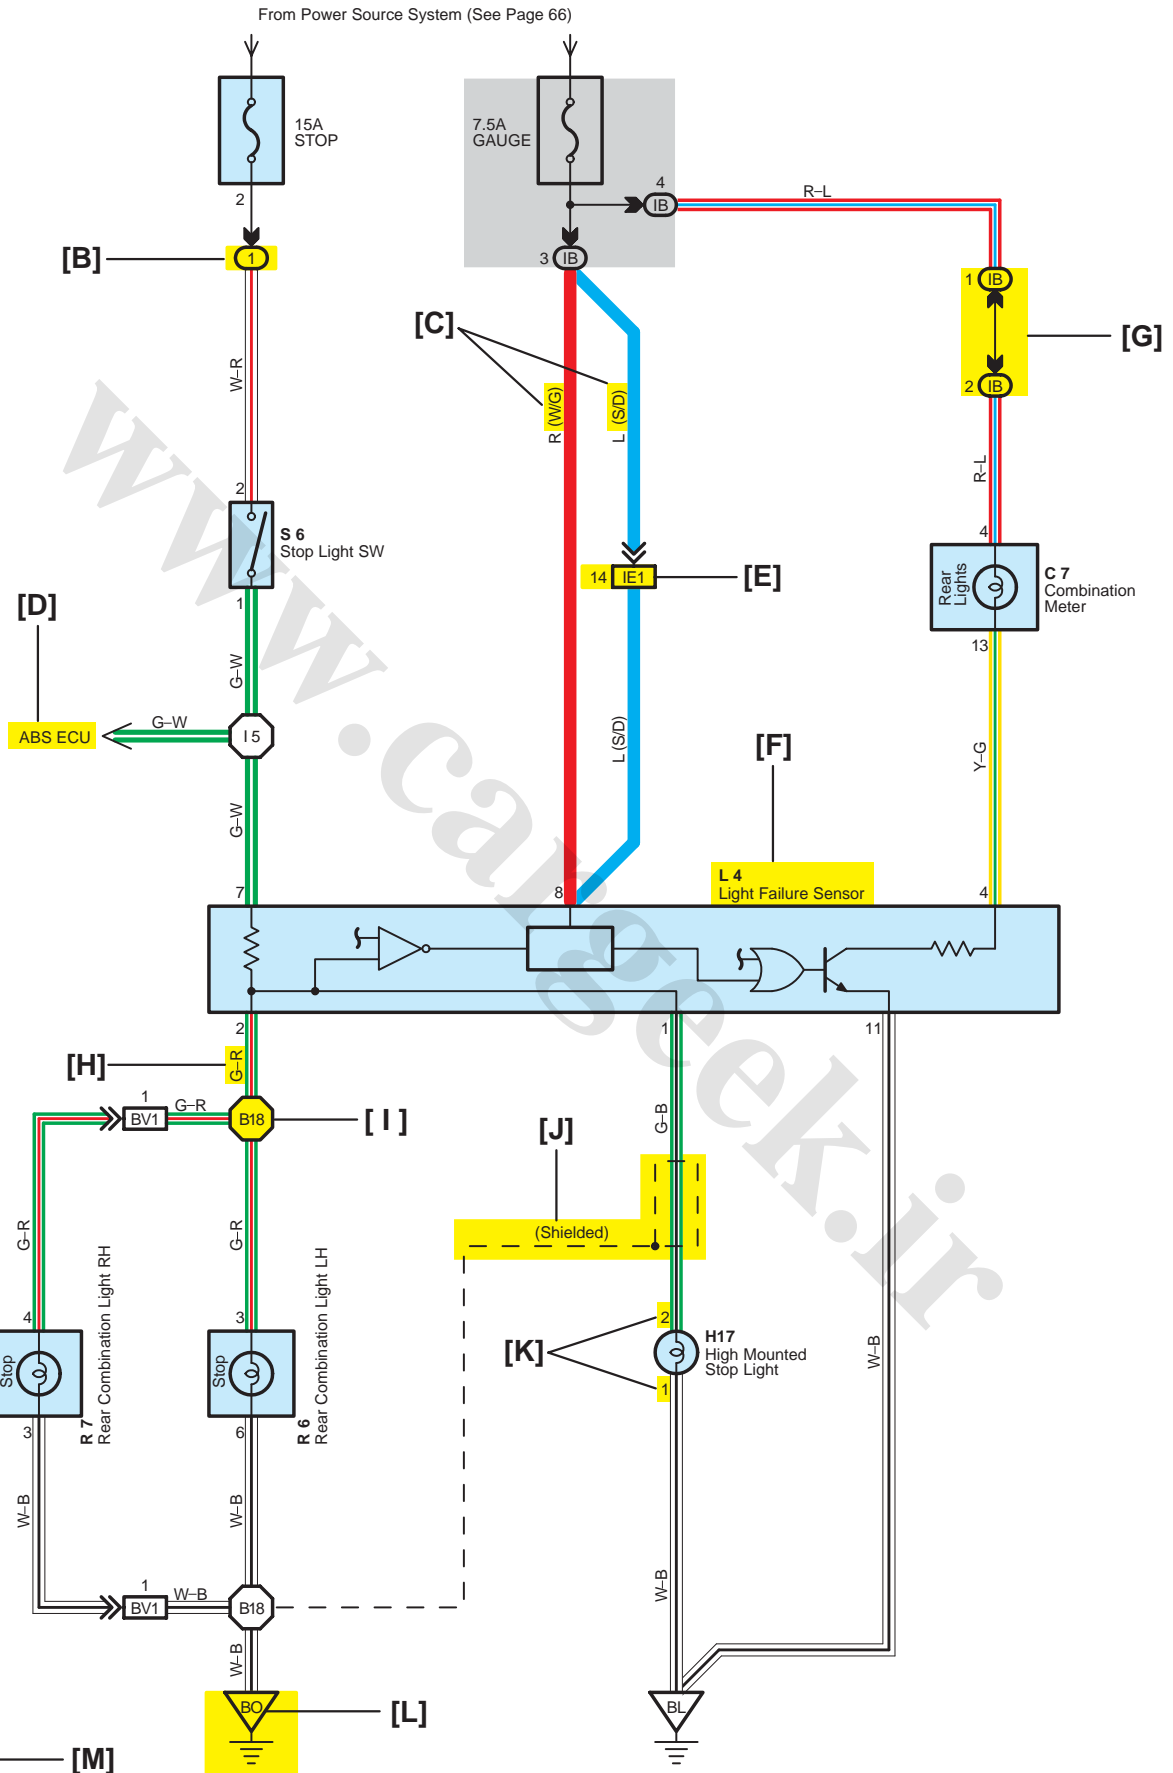 From Power Source System (See Page 66)
15A
STOP
7.5A
GAUGE
2
4
IB
R–L
[B]
1
3 IB
1 IB
[C]
[G]
W–R
R (W/G)
L (S/D)
2 IB
R–L
2
S 6
Stop Light SW
4
14 IE1
[E]
Rear
Lights
C 7
Combination
Meter
[D]
1
13
G–W
G–W
ABS ECU
I 5
L (S/D)
[F]
Y–G
G–W
L 4
Light Failure Sensor
7
8
4
2
1
11
[H]
G–R
1
BV1
G–R
B18
[ I ]
G–B
[J]
(Shielded)
G–R
G–R
Rear Combination Light RH
R 7
Rear Combination Light LH
R 6
4
3
2
H17
High Mounted
Stop Light
[K]
1
W–B
Stop
Stop
3
6
W–B
W–B
W–B
1
BV1
W–B
B18
W–B
BO
[L]
BL
[M]
www.cargeek.ir